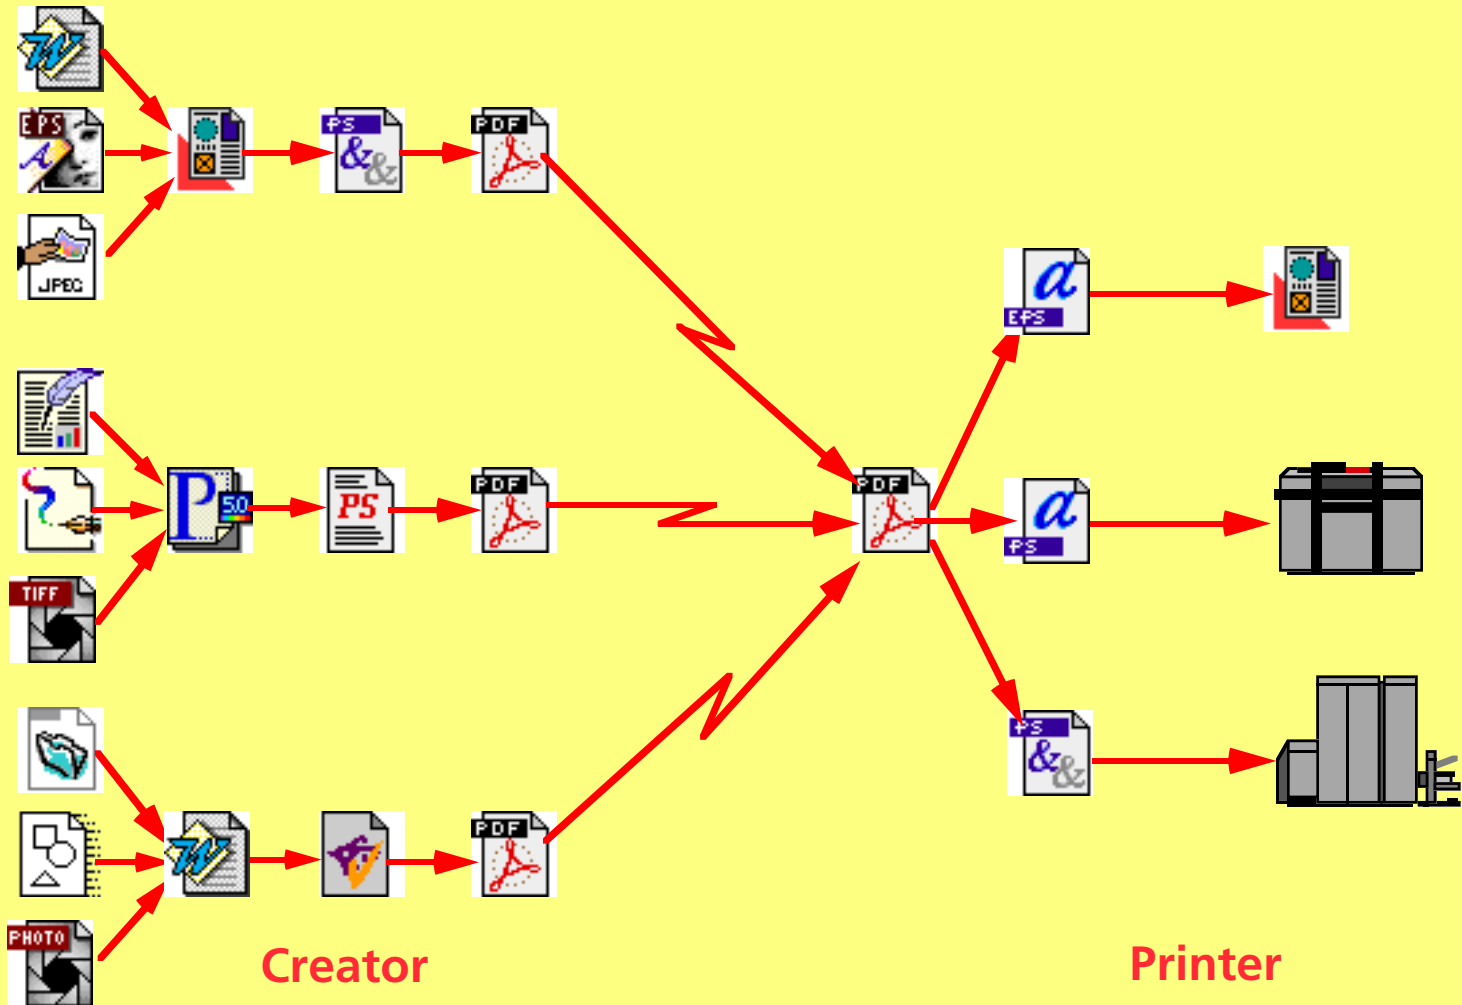 W
EPS
A
PS
&&
PDF
JPEG
a
EPS
P
5.0
PS
PDF
PDF
a
PS
TIFF
PS
&&
W
PDF
PHOTO
Creator
Printer